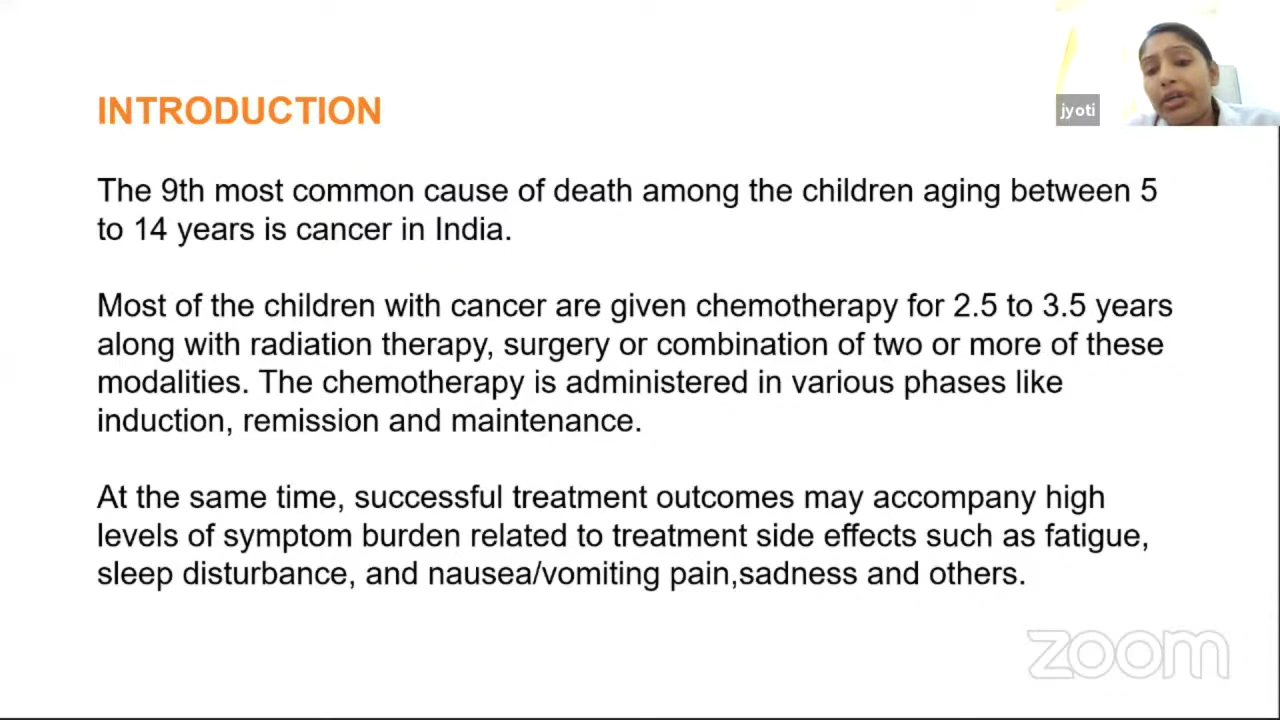 INTRODUCTION
jyoti
The 9th most common cause of death among the children aging between 5
to 14 years is cancer in India.
Most of the children with cancer are given chemotherapy for 2.5 to 3.5 years
along with radiation therapy, surgery or combination of two or more of these
modalities. The chemotherapy is administered in various phases like
induction, remission and maintenance.
At the same time, successful treatment outcomes may accompany high
levels of symptom burden related to treatment side effects such as fatigue,
sleep disturbance, and nausea/vomiting pain,sadness and others.
zoom